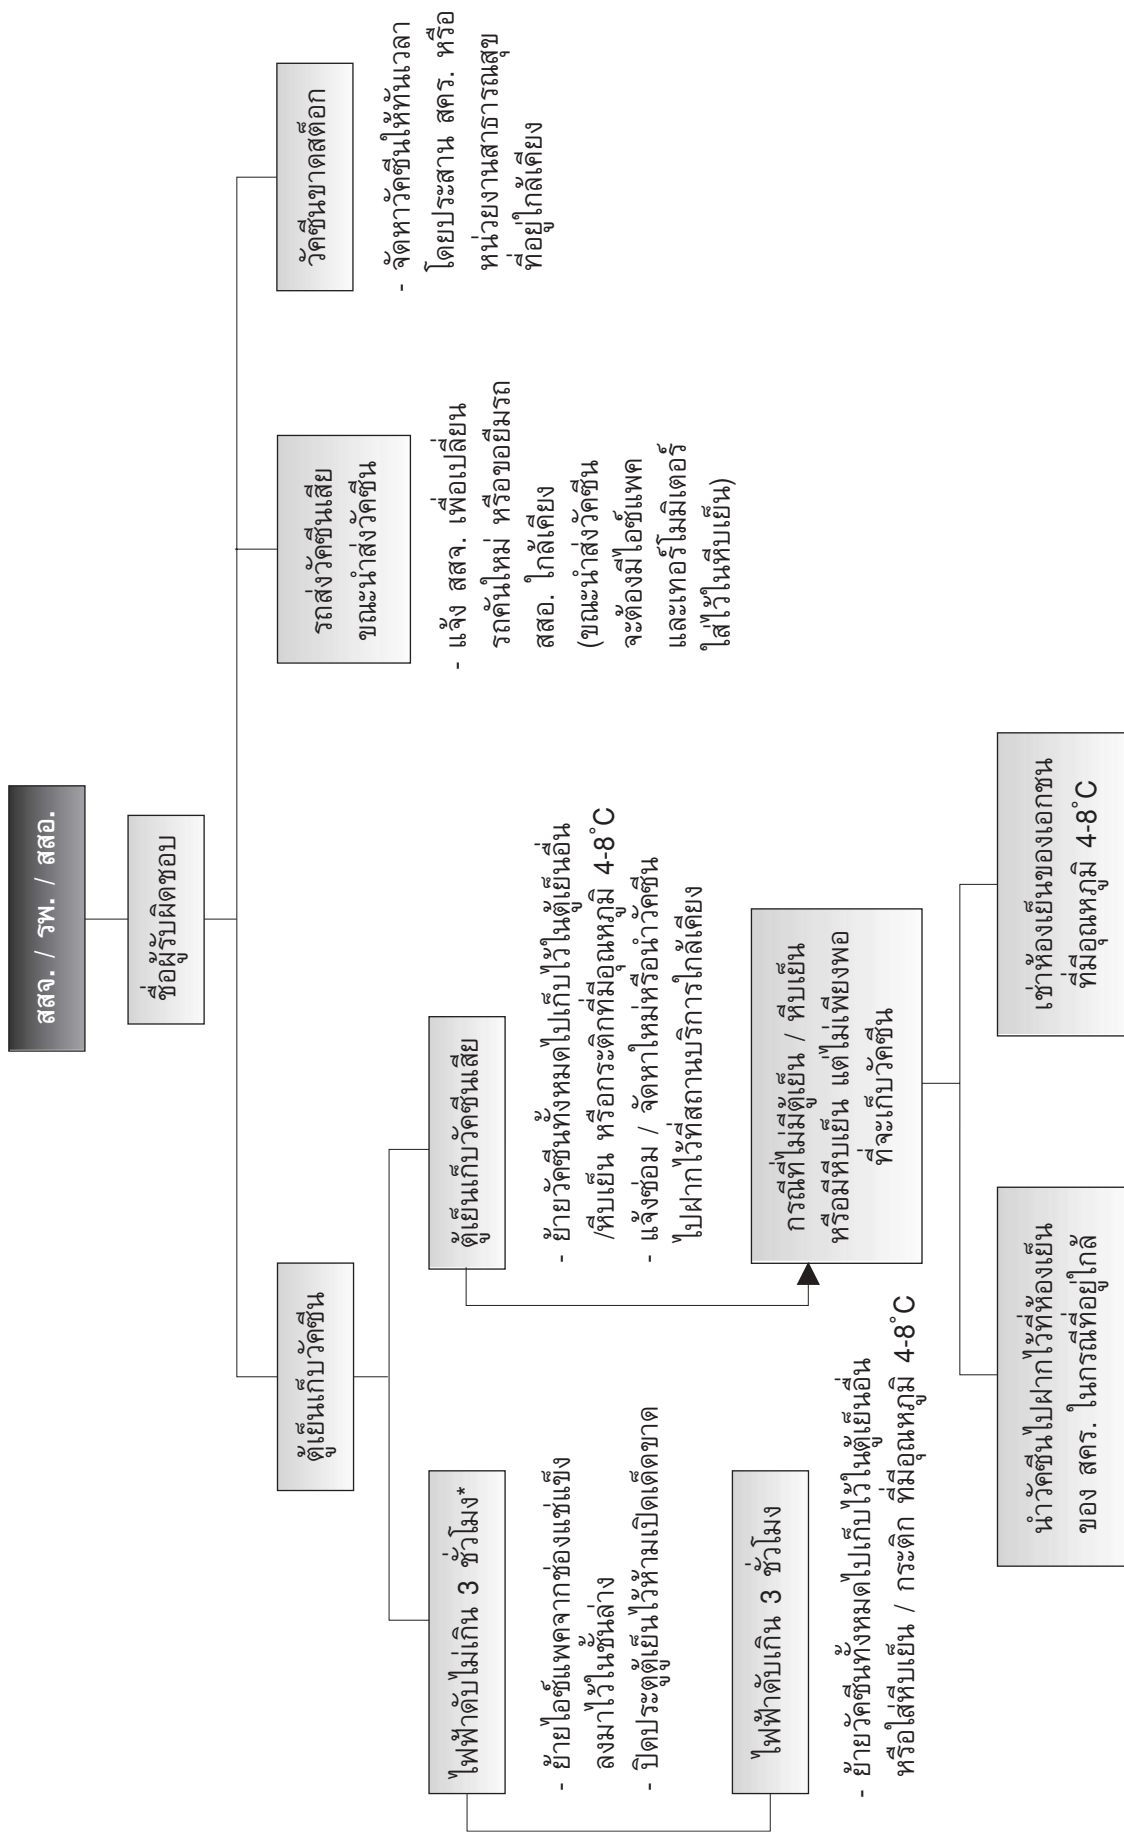 สสจ. / รพ. / สสอ.
ชื่อผู้รับผิดชอบ
ตู้เย็นเก็บวัคซีน
ไฟฟ้าดับไม่เกิน 3 ชั่วโมง*
- ย้ายไอซ์แพคจากช่องแช่แข็ง
ลงมาไว้ในชั้นล่าง
- ปิดประตูตู้เย็นไว้ห้ามเปิดเด็ดขาด
ไฟฟ้าดับเกิน 3 ชั่วโมง
- ย้ายวัคซีนทั้งหมดไปเก็บไว้ในตู้เย็นอื่น
หรือใส่หีบเย็น / กระติก ที่มีอุณหภูมิ 4-8˚C
ตู้เย็นเก็บวัคซีนเสีย
- ย้ายวัคซีนทั้งหมดไปเก็บไว้ในตู้เย็นอื่น
/หีบเย็น หรือกระติกที่มีอุณหภูมิ 4-8˚C
- แจ้งซ่อม / จัดหาใหม่หรือนำวัคซีน
ไปฝากไว้ที่สถานบริการใกล้เคียง
กรณีที่ไม่มีตู้เย็น / หีบเย็น
หรือมีหีบเย็น แต่ไม่เพียงพอ
ที่จะเก็บวัคซีน
นำวัคซีนไปฝากไว้ที่ห้องเย็น
ของ สคร. ในกรณีที่อยู่ใกล้
เช่าห้องเย็นของเอกชน
ที่มีอุณหภูมิ 4-8˚C
รถส่งวัคซีนเสีย
ขณะนำส่งวัคซีน
- แจ้ง สสจ. เพื่อเปลี่ยน
รถคันใหม่ หรือขอยืมรถ
สสอ. ใกล้เคียง
(ขณะนำส่งวัคซีน
จะต้องมีไอซ์แพค
และเทอร์โมมิเตอร์
ใส่ไว้ในหีบเย็น)
วัคซีนขาดสต็อก
- จัดหาวัคซีนให้ทันเวลา
โดยประสาน สคร. หรือ
หน่วยงานสาธารณสุข
ที่อยู่ใกล้เคียง